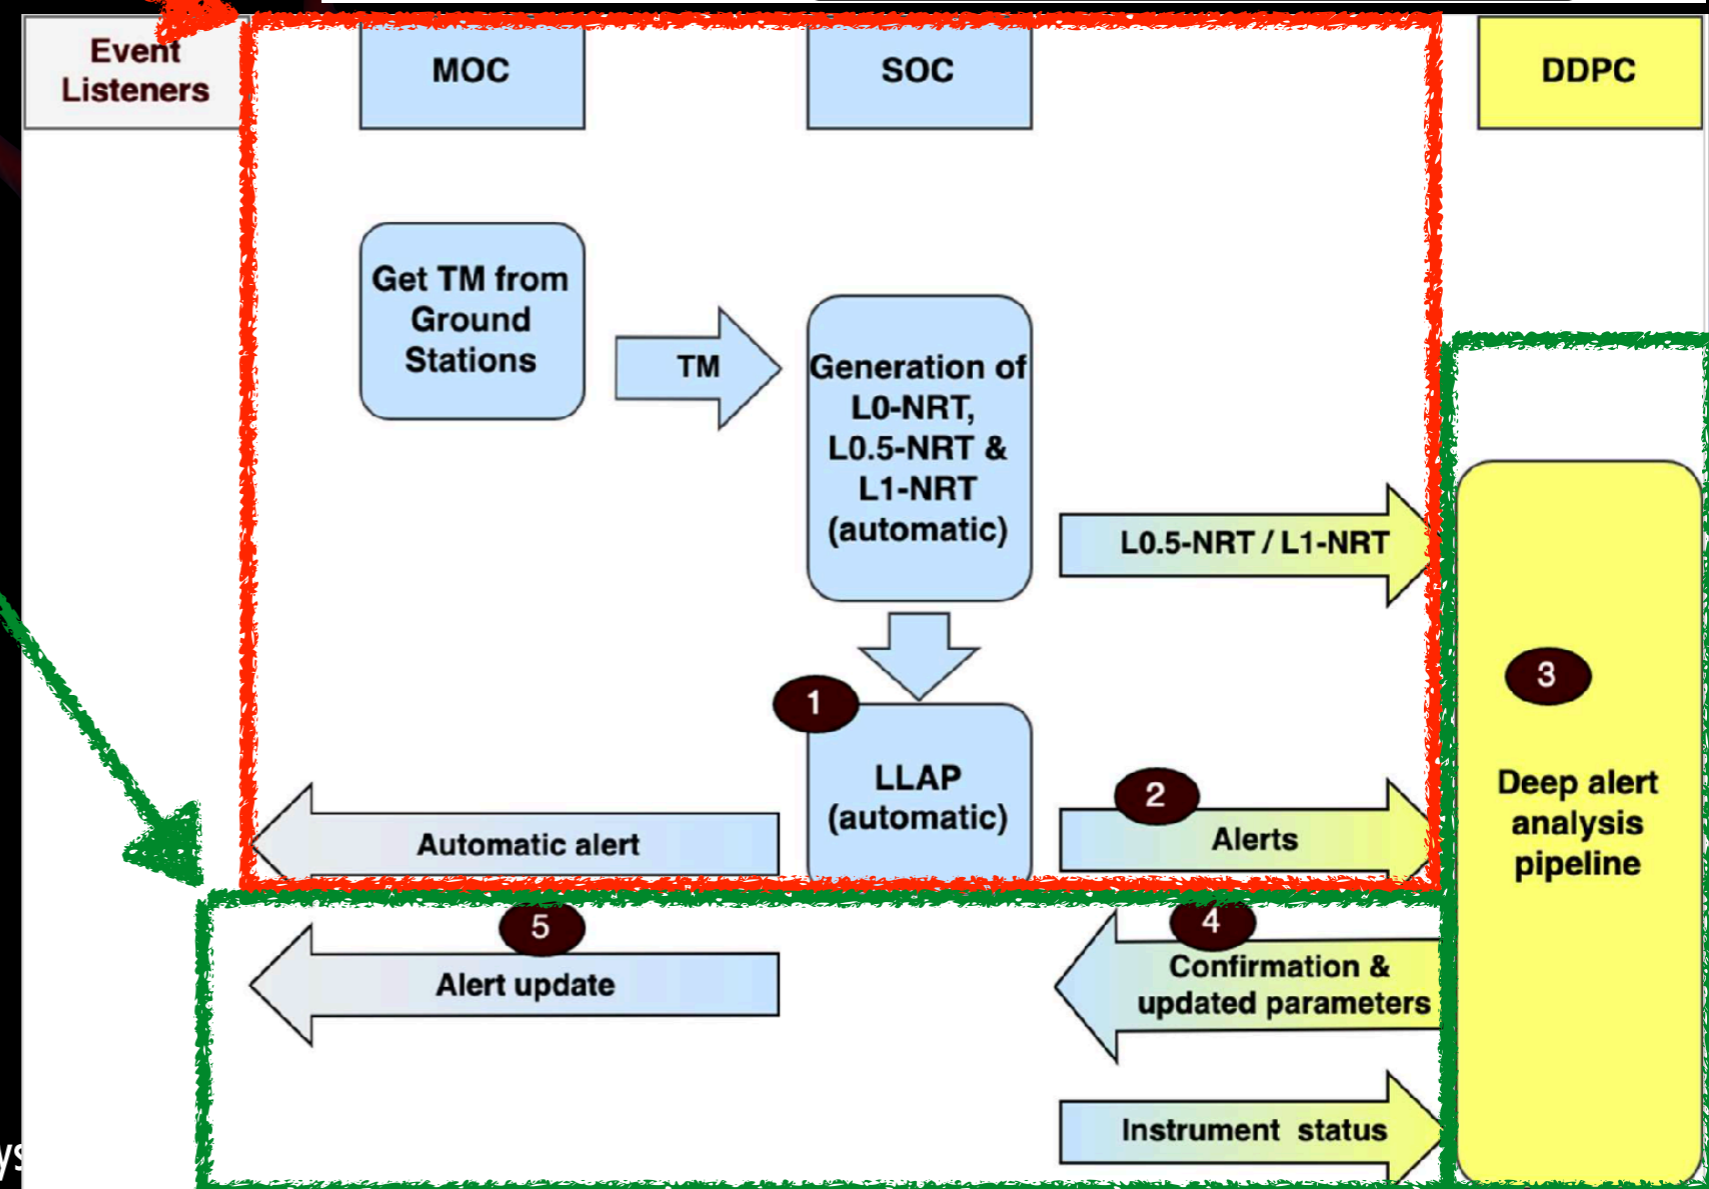 Event
Listeners
MOC
SOC
DDPC
Get TM from
Ground
Stations
TM
Generation of
L0-NRT,
L0.5-NRT &
L1-NRT
(automatic)
L0.5-NRT / L1-NRT
1
LLAP
(automatic)
Automatic alert
2
Alerts
3
Deep alert
analysis
pipeline
5
Alert update
4
Confirmation &
updated parameters
Instrument status